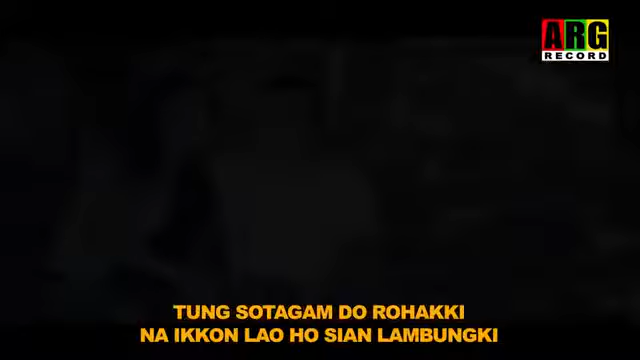 ARG
RECORD
TUNG SOTAGAM DO ROHAKKI
NA IKKON LAO HO SIAN LAMBUNGKI